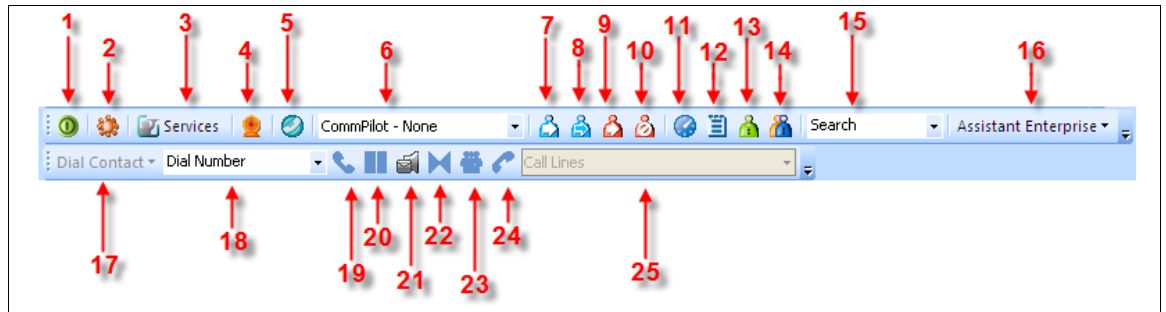 1 2 3 4 5 6 7 8 9 10 11 12 13 14 15 16
Services CommPilot - None Search Assistant Enterprise
Dial Contact Dial Number Call Lines
17 18 19 20 21 22 23 24 25